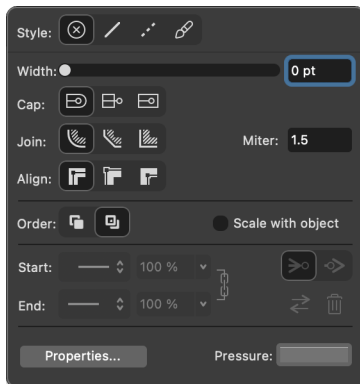 Style:
Width: 0 pt
Cap:
Join: Miter: 1.5
Align:
Order: Scale with object
Start: 100 %
End: 100 %
Properties... Pressure: